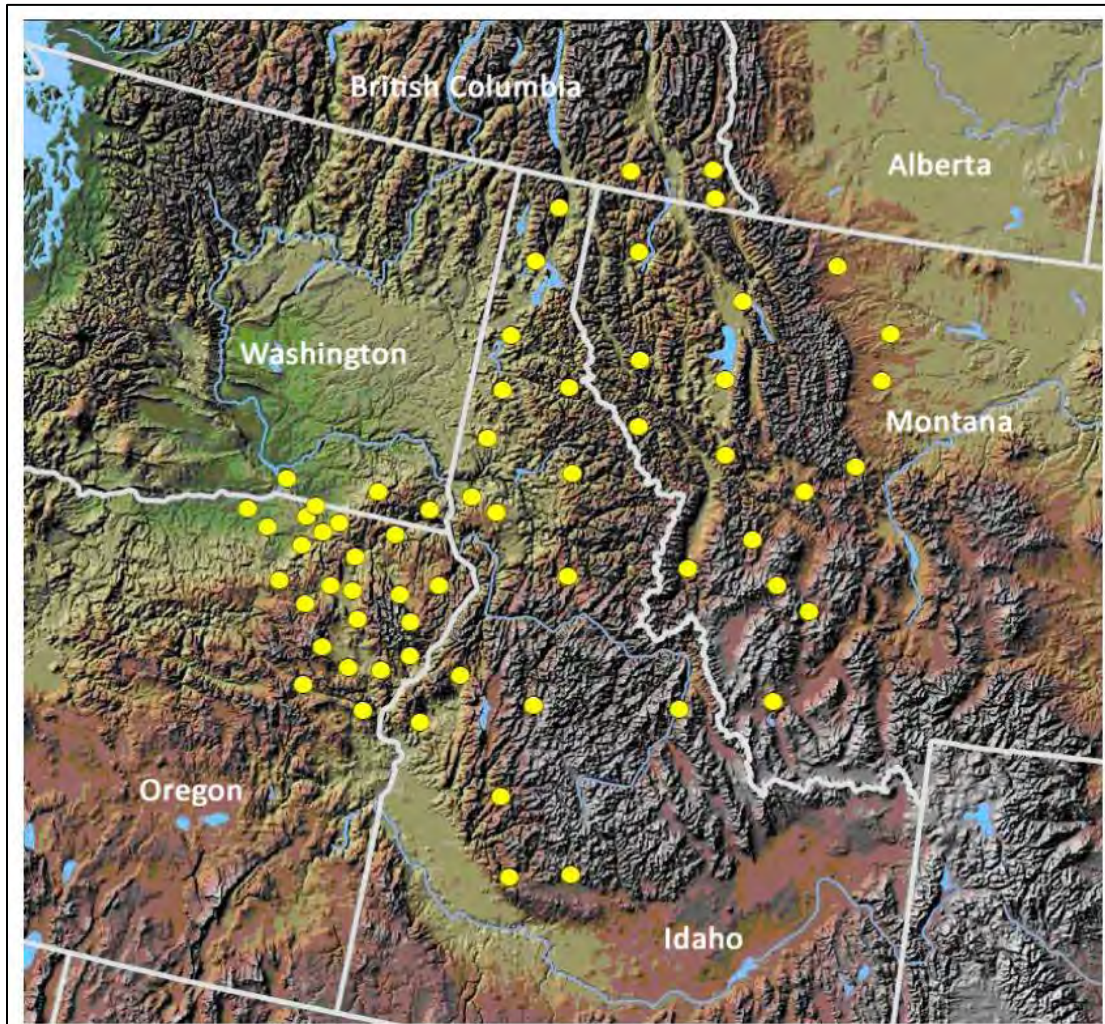 British Columbia
Alberta
Washington
Montana
Oregon
Idaho